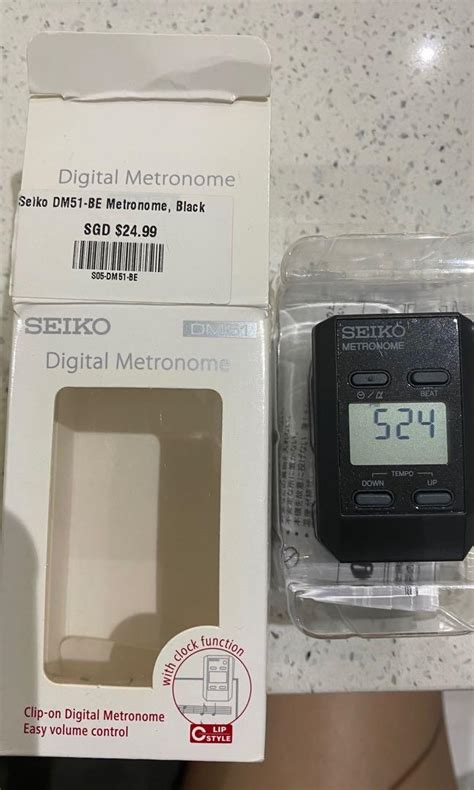 Digital Metronome
Seiko DM51-BE Metronome, Black
SGD $24.99
S05-DM51-BE
SEIKO
DM51
Digital Metronome
with clock function
CLIP
STYLE
Clip-on Digital Metronome
Easy volume control
SEIKO
METRONOME
BEAT
524
TEMPO
DOWN
UP